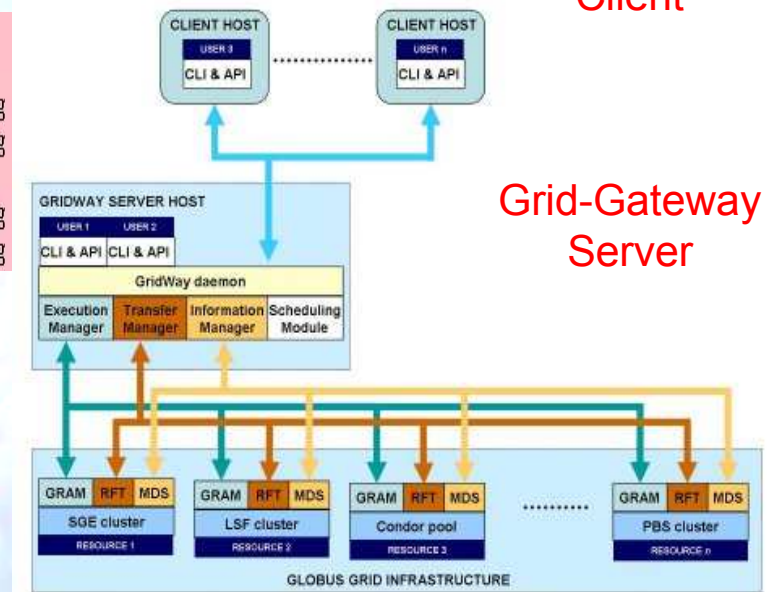 Client
CLIENT HOST
USER 3
CLI & API
CLIENT HOST
USER n
CLI & API
Grid-Gateway
Server
GRIDWAY SERVER HOST
USER 1
USER 2
CLI & API
CLI & API
GridWay daemon
Execution
Manager
Transfer
Manager
Information
Manager
Scheduling
Module
GRAM
RFT
MDS
SGE cluster
RESOURCE 1
GRAM
RFT
MDS
LSF cluster
RESOURCE 2
GRAM
RFT
MDS
Condor pool
RESOURCE 3
GRAM
RFT
MDS
PBS cluster
RESOURCE n
GLOBUS GRID INFRASTRUCTURE